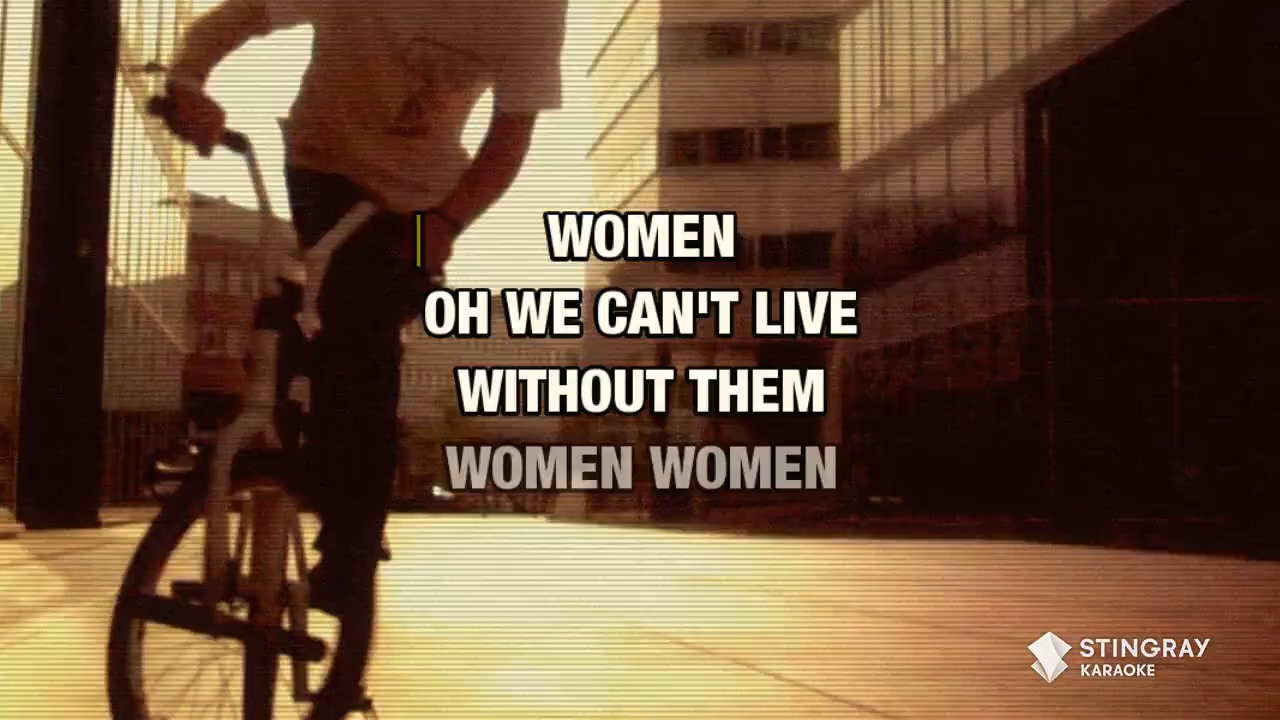 WOMEN
OH WE CAN'T LIVE
WITHOUT THEM
WOMEN WOMEN
STINGRAY
KARAOKE